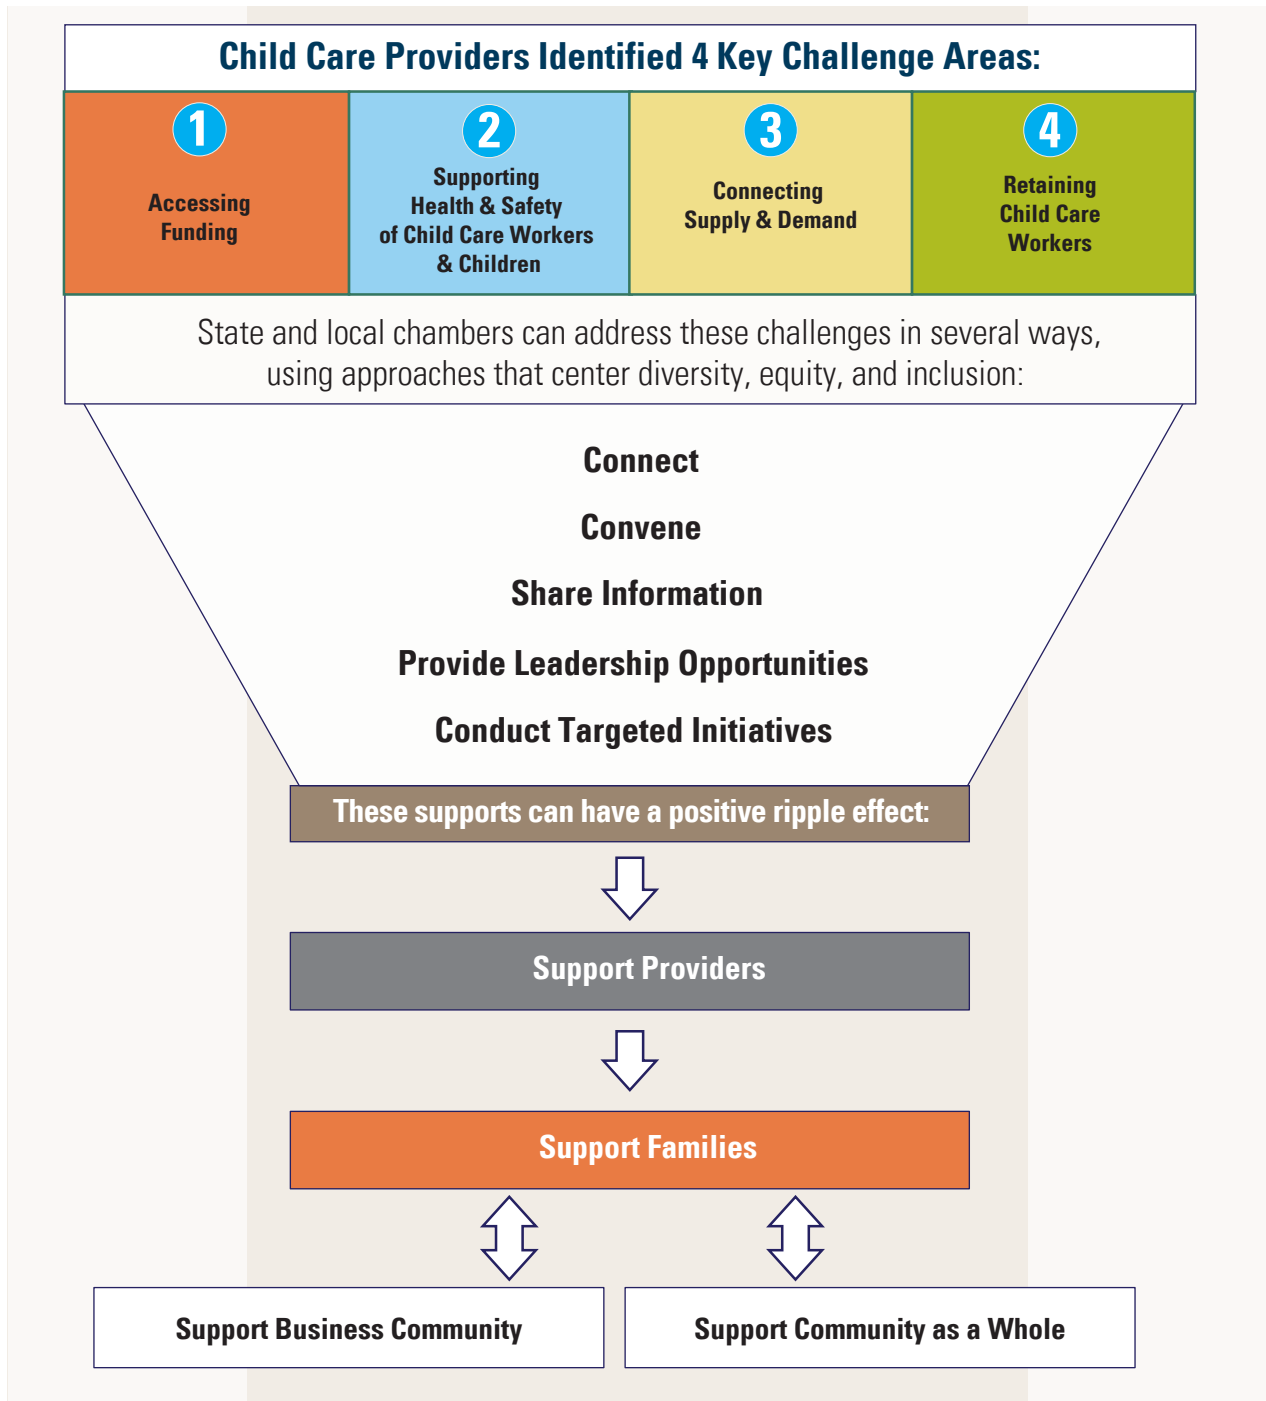 Child Care Providers Identified 4 Key Challenge Areas:
1
Accessing
Funding
2
Supporting
Health & Safety
of Child Care Workers
& Children
3
Connecting
Supply & Demand
4
Retaining
Child Care
Workers
State and local chambers can address these challenges in several ways,
using approaches that center diversity, equity, and inclusion:
Connect
Convene
Share Information
Provide Leadership Opportunities
Conduct Targeted Initiatives
These supports can have a positive ripple effect:
Support Providers
Support Families
Support Business Community
Support Community as a Whole